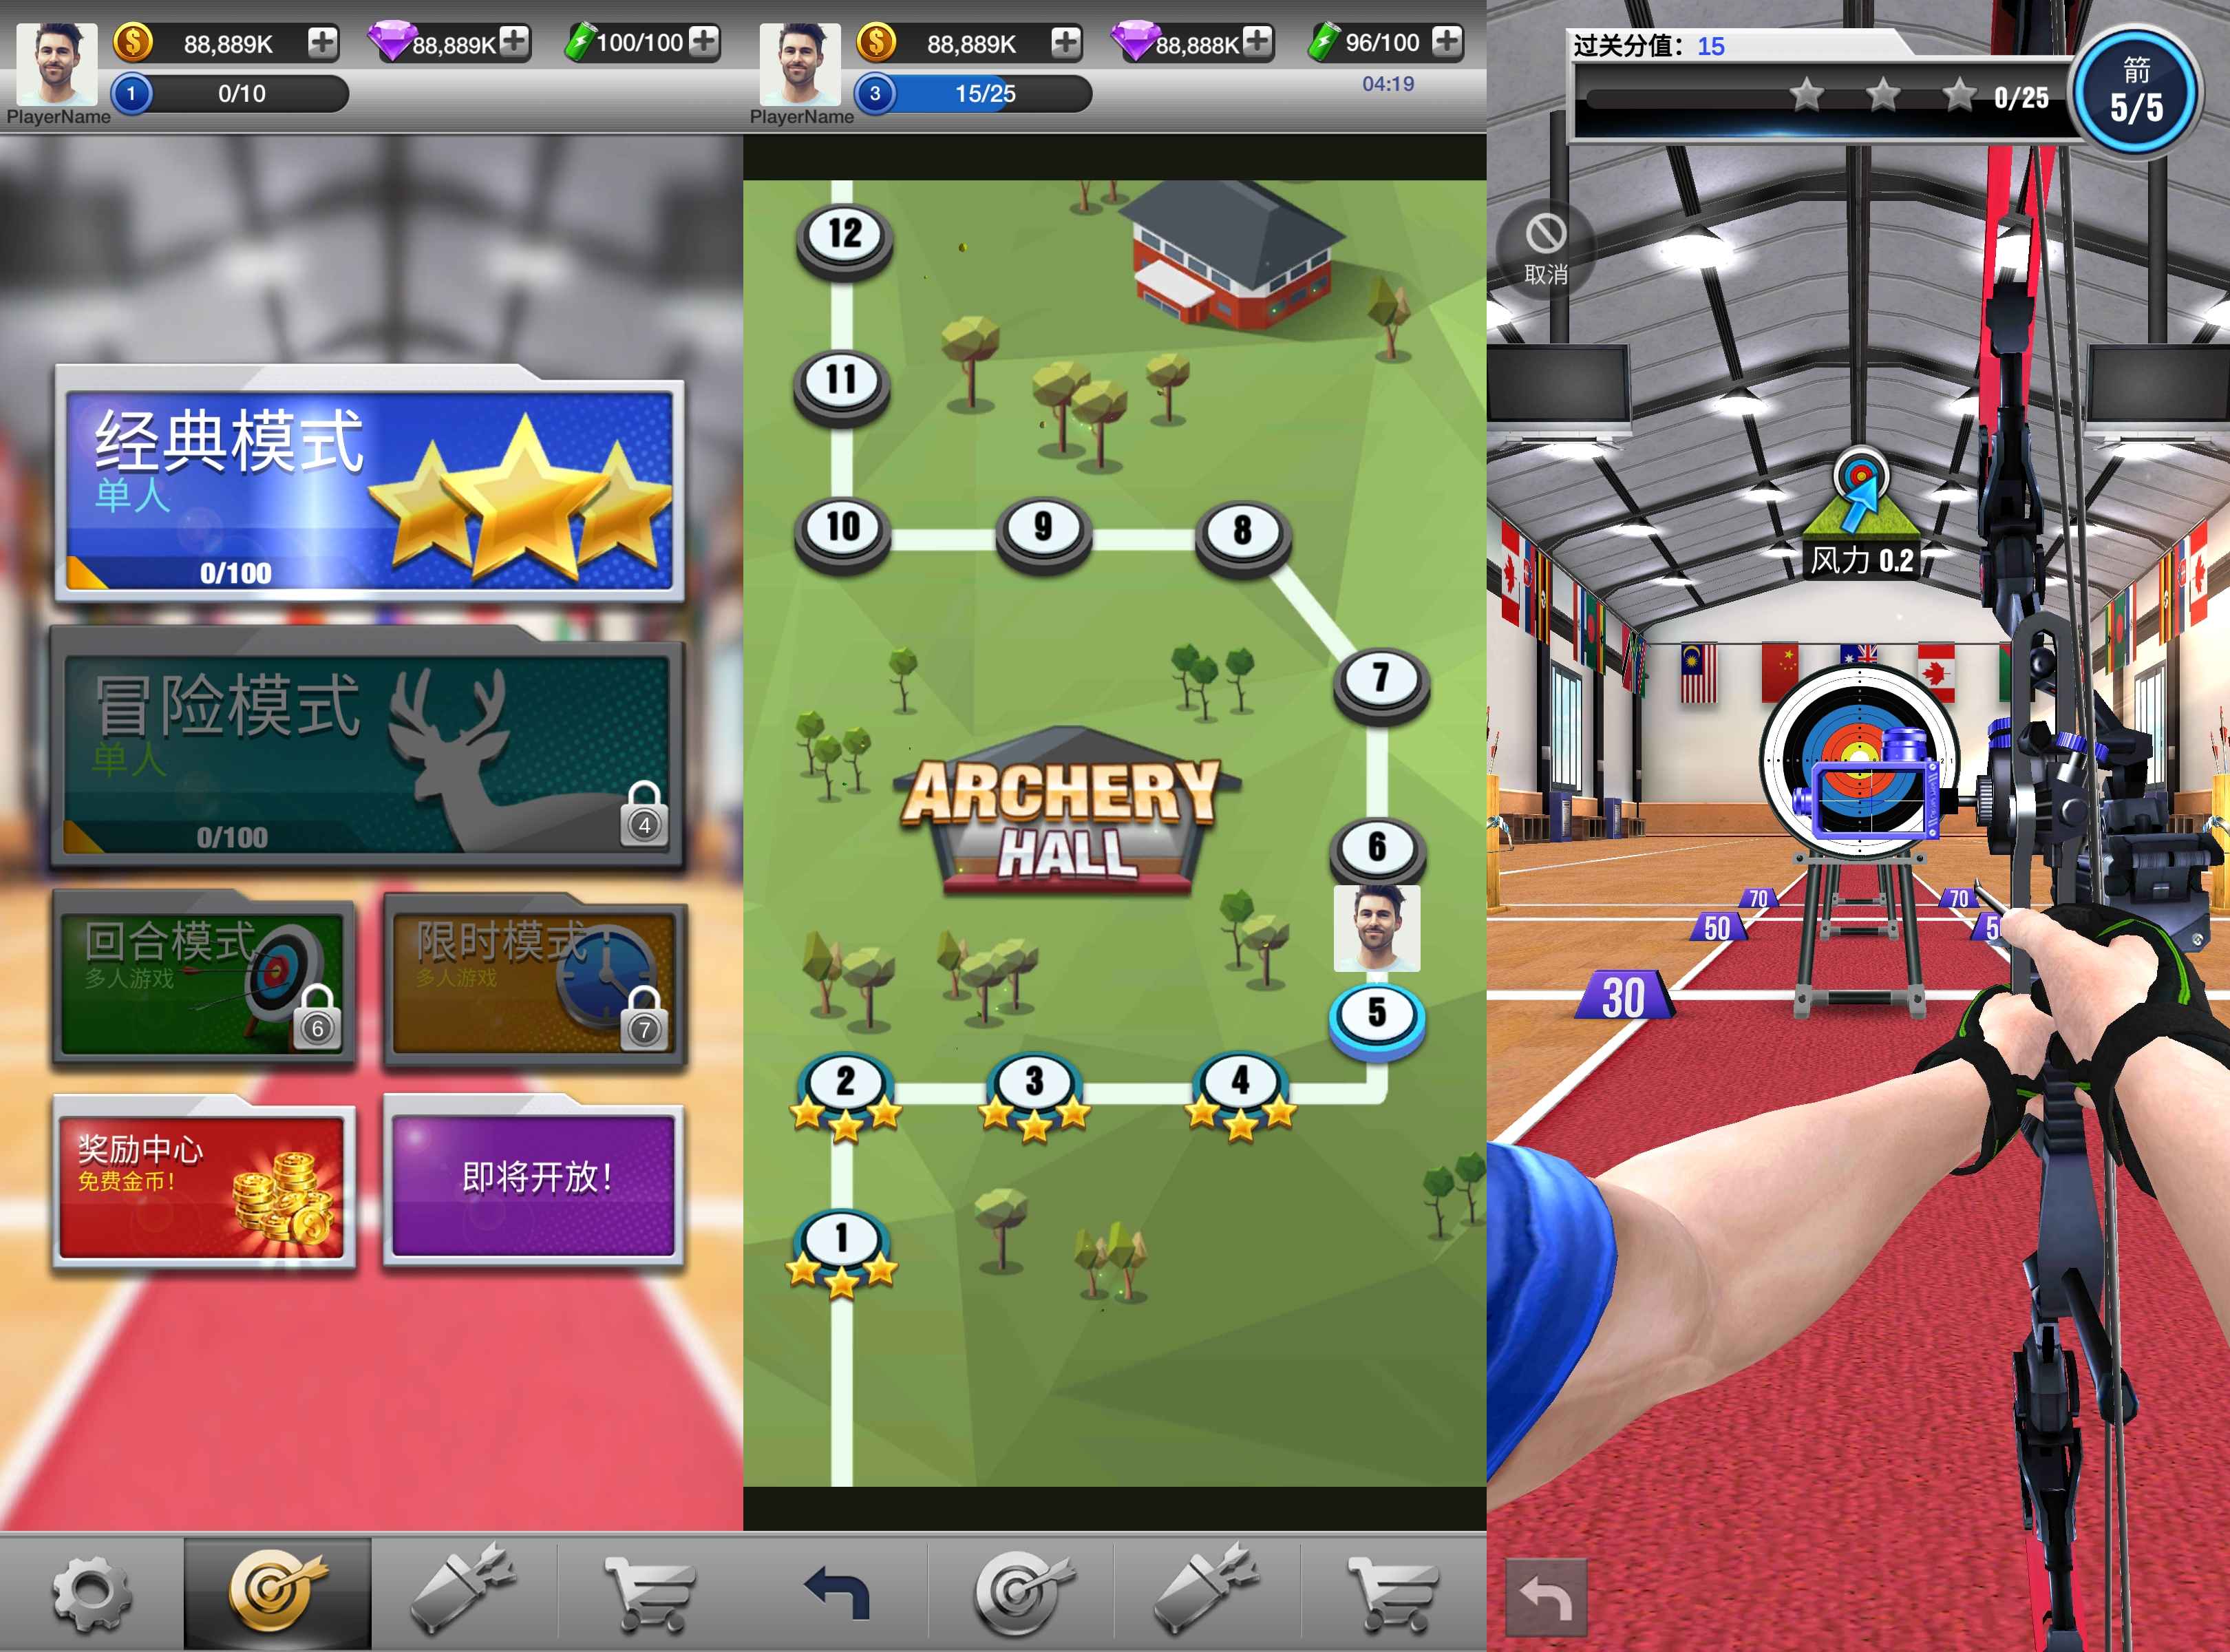 88,889K
88,889K
100/100
1
0/10
PlayerName
经典模式
单人
0/100
冒险模式
单人
0/100
4
回合模式
多人游戏
6
限时模式
多人游戏
7
奖励中心
免费金币!
即将开放!
88,889K
88,888K
96/100
3
15/25
04:19
PlayerName
12
11
10
9
8
7
ARCHERY
HALL
6
5
2
3
4
1
过关分值: 15
0/25
箭
5/5
取消
风力 0.2
70
70
50
30